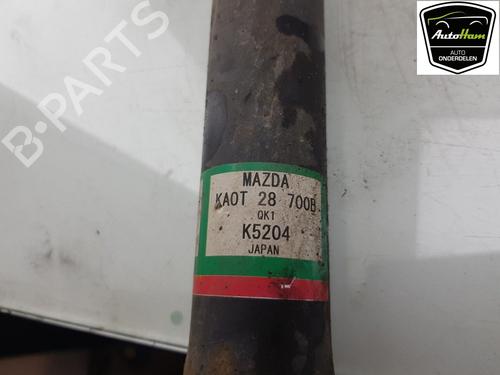 AutoHam
AUTO
ONDERDELEN
B-PARTS
MAZDA
KA0T 28 700B
QK1
K5204
JAPAN